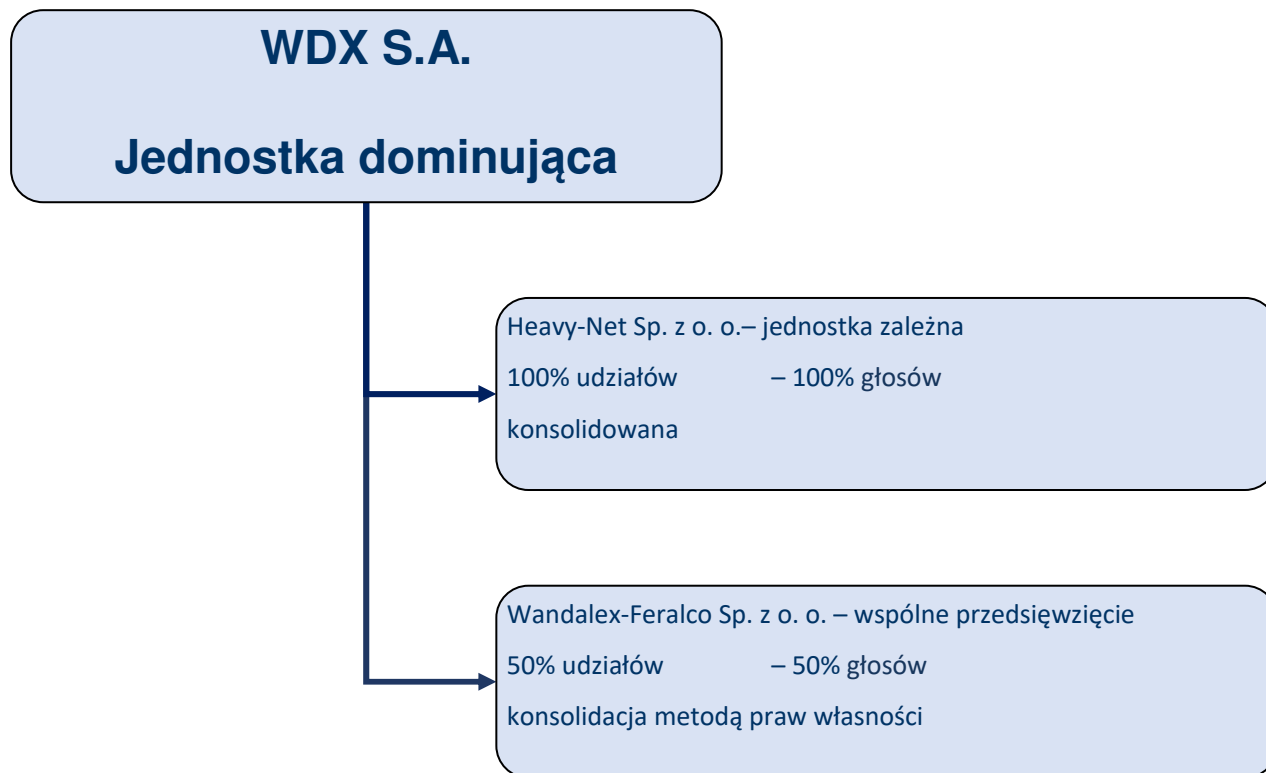 WDX S.A.
Jednostka dominująca
Heavy-Net Sp. z o. o.– jednostka zależna
100% udziałów – 100% głosów
konsolidowana
Wandalex-Feralco Sp. z o. o. – wspólne przedsięwzięcie
50% udziałów – 50% głosów
konsolidacja metodą praw własności